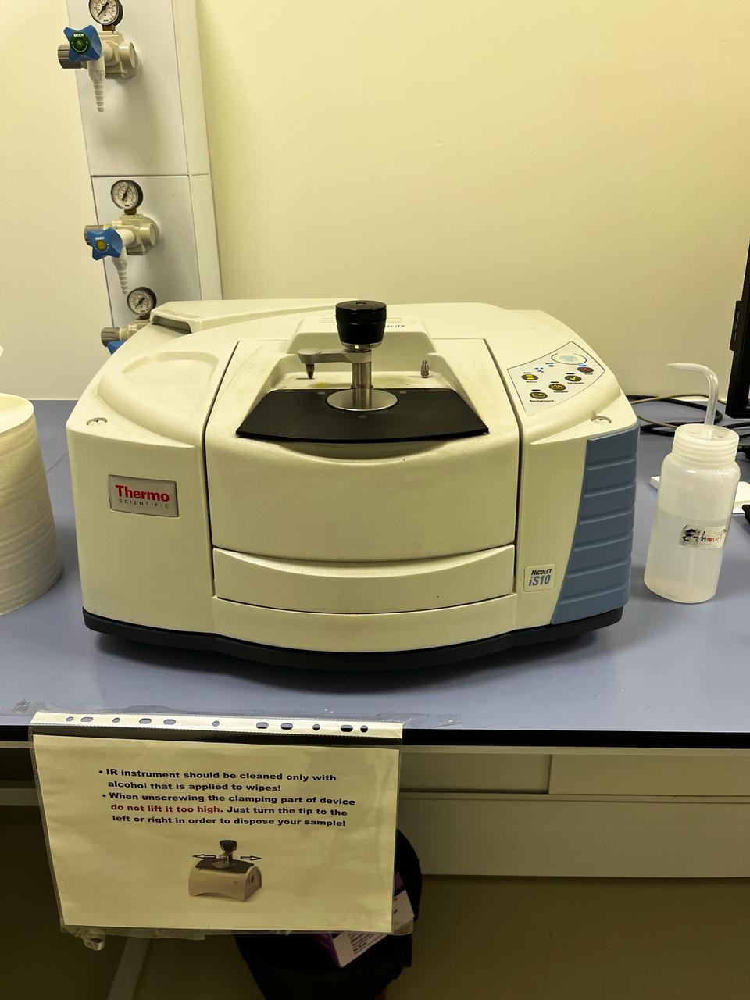 Thermo
SCIENTIFIC
NICOLET
iS10
iTX
Background
Ethanol
• IR instrument should be cleaned only with
alcohol that is applied to wipes!
• When unscrewing the clamping part of device
do not lift it too high. Just turn the tip to the
left or right in order to dispose your sample!